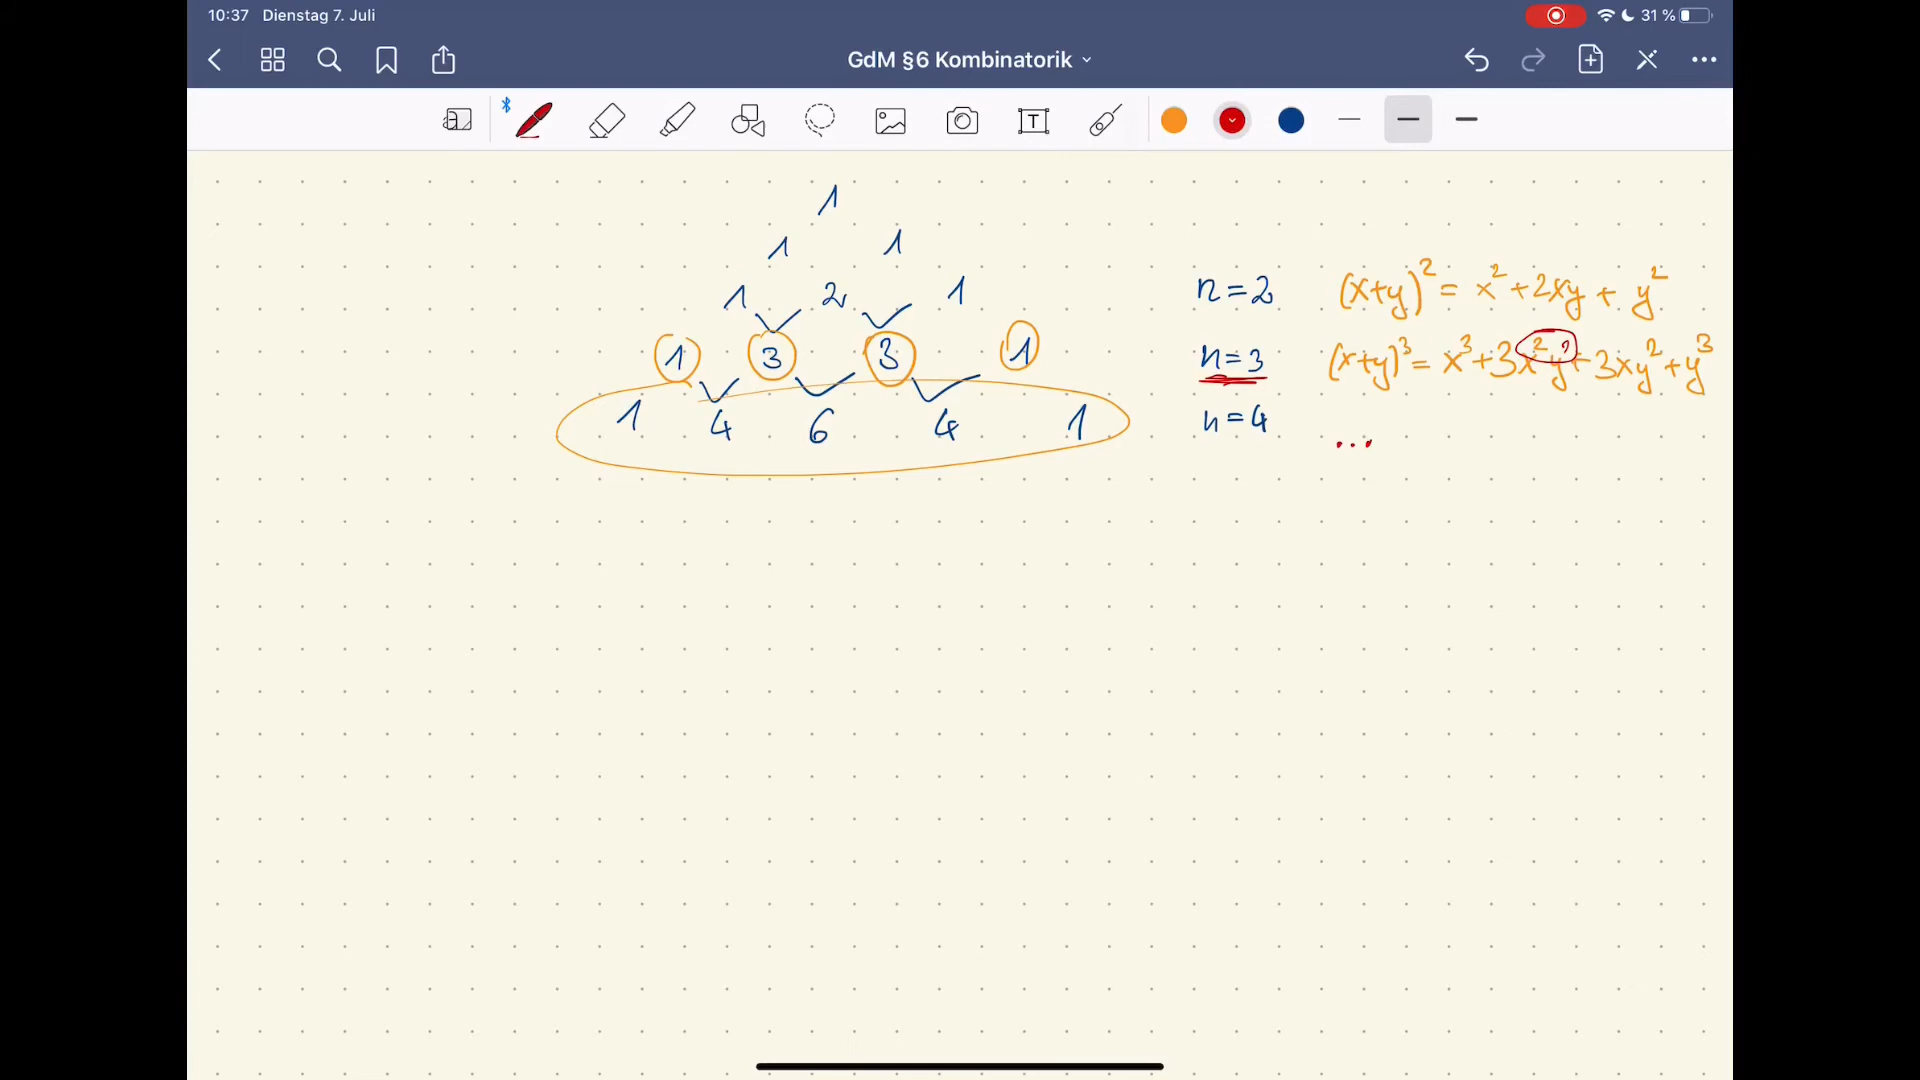 10:37 Dienstag 7. Juli 31 %
GdM §6 Kombinatorik
1
1 1
1 2 1 n=2 (x+y)² = x² + 2xy + y²
1 3 3 1 n=3 (x+y)³ = x³ + 3x²y + 3xy² + y³
1 4 6 4 1 n=4 ...